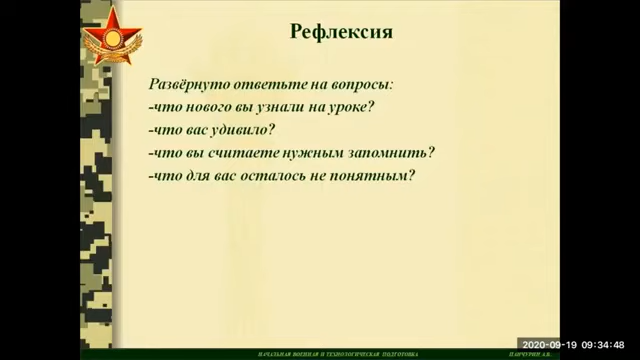 Рефлексия
Развёрнуто ответьте на вопросы:
-что нового вы узнали на уроке?
-что вас удивило?
-что вы считаете нужным запомнить?
-что для вас осталось не понятным?
НАЧАЛЬНАЯ ВОЕННАЯ И ТЕХНОЛОГИЧЕСКАЯ ПОДГОТОВКА
ПАНЧУРИН А.В.
2020-09-19 09:34:48